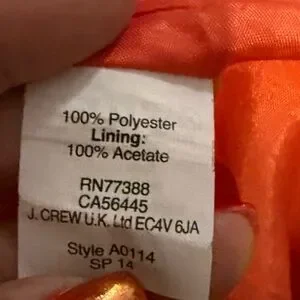 100% Polyester
Lining:
100% Acetate
RN77388
CA56445
J. CREW U.K. Ltd EC4V 6JA
Style A0114
SP 14